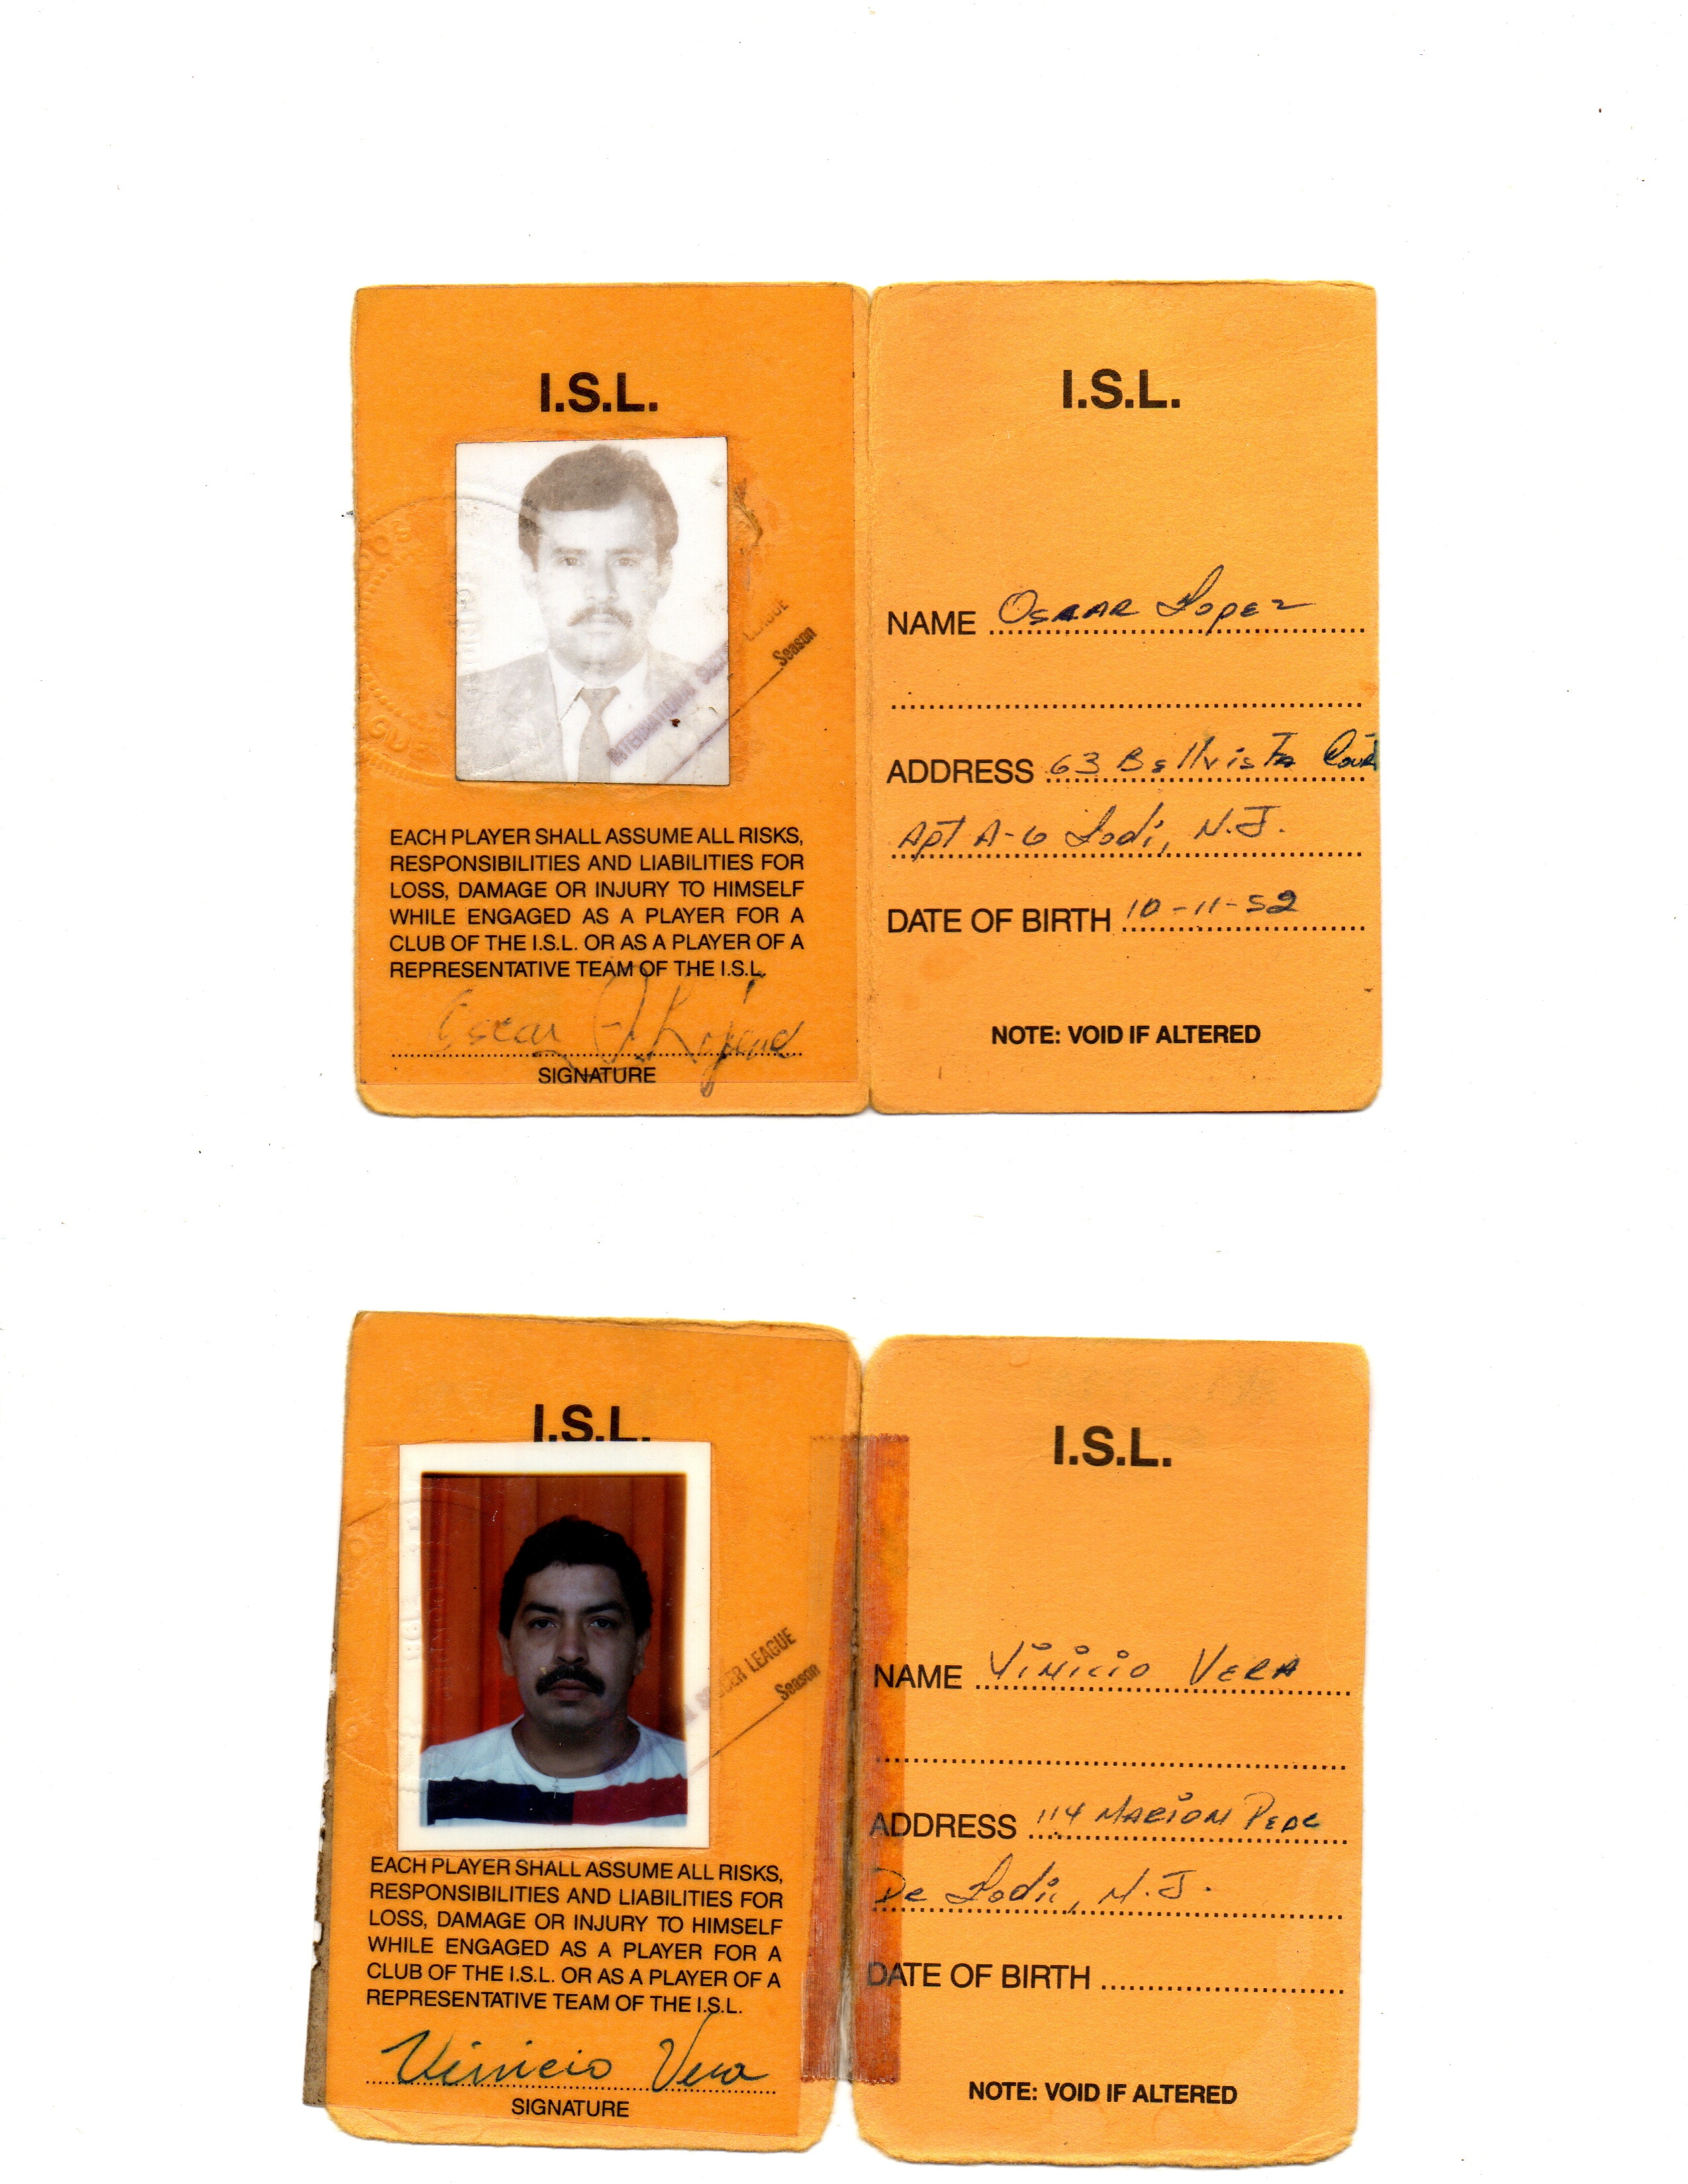 I.S.L.
INTERNATIONAL SOCCER LEAGUE
Season
EACH PLAYER SHALL ASSUME ALL RISKS,
RESPONSIBILITIES AND LIABILITIES FOR
LOSS, DAMAGE OR INJURY TO HIMSELF
WHILE ENGAGED AS A PLAYER FOR A
CLUB OF THE I.S.L. OR AS A PLAYER OF A
REPRESENTATIVE TEAM OF THE I.S.L.
Oscar
SIGNATURE
I.S.L.
NAME Oscar Lopez
ADDRESS 63 Bellvista Cour
Apt A-6 Lodi, N.J.
DATE OF BIRTH 10-11-52
NOTE: VOID IF ALTERED
I.S.L.
SOCCER LEAGUE
Season
EACH PLAYER SHALL ASSUME ALL RISKS,
RESPONSIBILITIES AND LIABILITIES FOR
LOSS, DAMAGE OR INJURY TO HIMSELF
WHILE ENGAGED AS A PLAYER FOR A
CLUB OF THE I.S.L. OR AS A PLAYER OF A
REPRESENTATIVE TEAM OF THE I.S.L.
Vinicio Vera
SIGNATURE
I.S.L.
NAME Vinicio Vera
ADDRESS 114 Marion
De Lodi, N.J.
DATE OF BIRTH
NOTE: VOID IF ALTERED